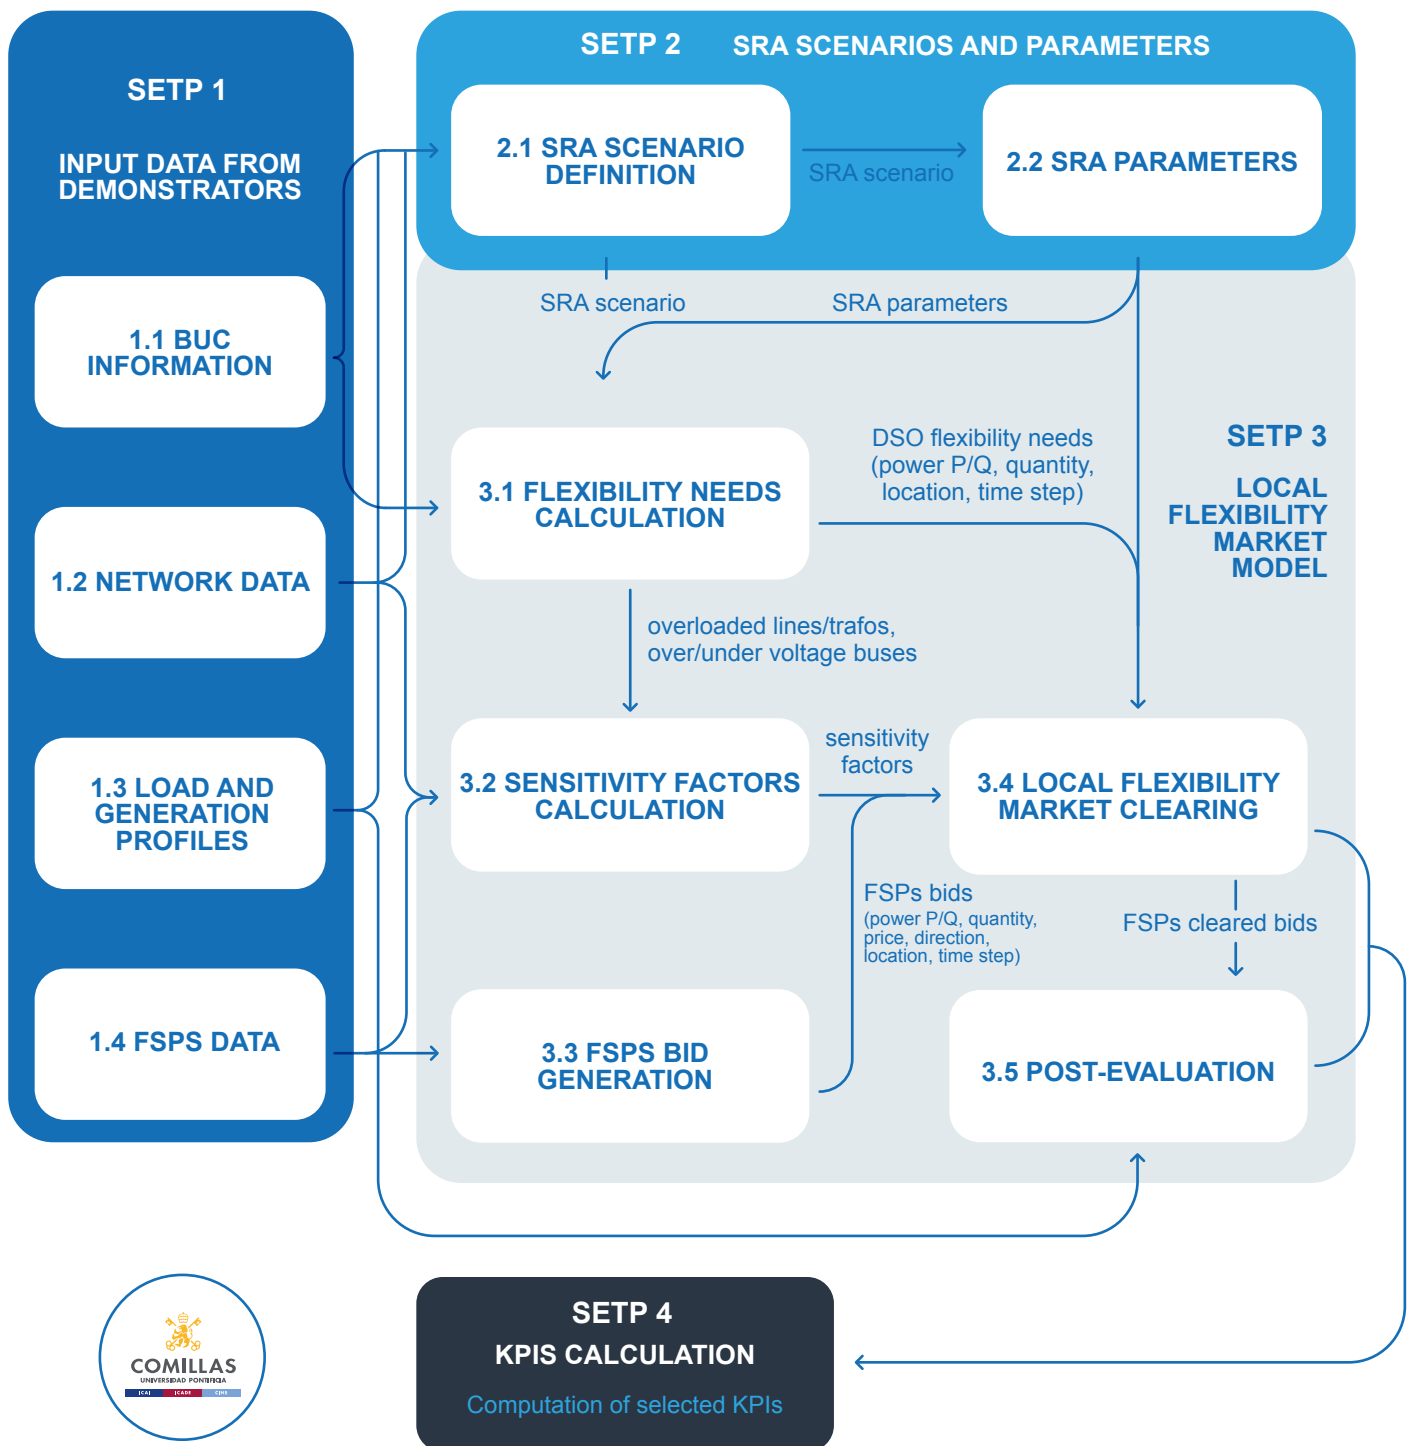 SETP 1
INPUT DATA FROM
DEMONSTRATORS
1.1 BUC
INFORMATION
1.2 NETWORK DATA
1.3 LOAD AND
GENERATION
PROFILES
1.4 FSPS DATA
SETP 2 SRA SCENARIOS AND PARAMETERS
2.1 SRA SCENARIO
DEFINITION
SRA scenario
2.2 SRA PARAMETERS
SRA scenario
SRA parameters
SETP 3
LOCAL
FLEXIBILITY
MARKET
MODEL
3.1 FLEXIBILITY NEEDS
CALCULATION
DSO flexibility needs
(power P/Q, quantity,
location, time step)
overloaded lines/trafos,
over/under voltage buses
3.2 SENSITIVITY FACTORS
CALCULATION
sensitivity
factors
3.4 LOCAL FLEXIBILITY
MARKET CLEARING
FSPs bids
(power P/Q, quantity,
price, direction,
location, time step)
FSPs cleared bids
3.3 FSPS BID
GENERATION
3.5 POST-EVALUATION
SETP 4
KPIS CALCULATION
Computation of selected KPIs
COMILLAS
UNIVERSIDAD PONTIFICIA
ICAI ICADE CIHS